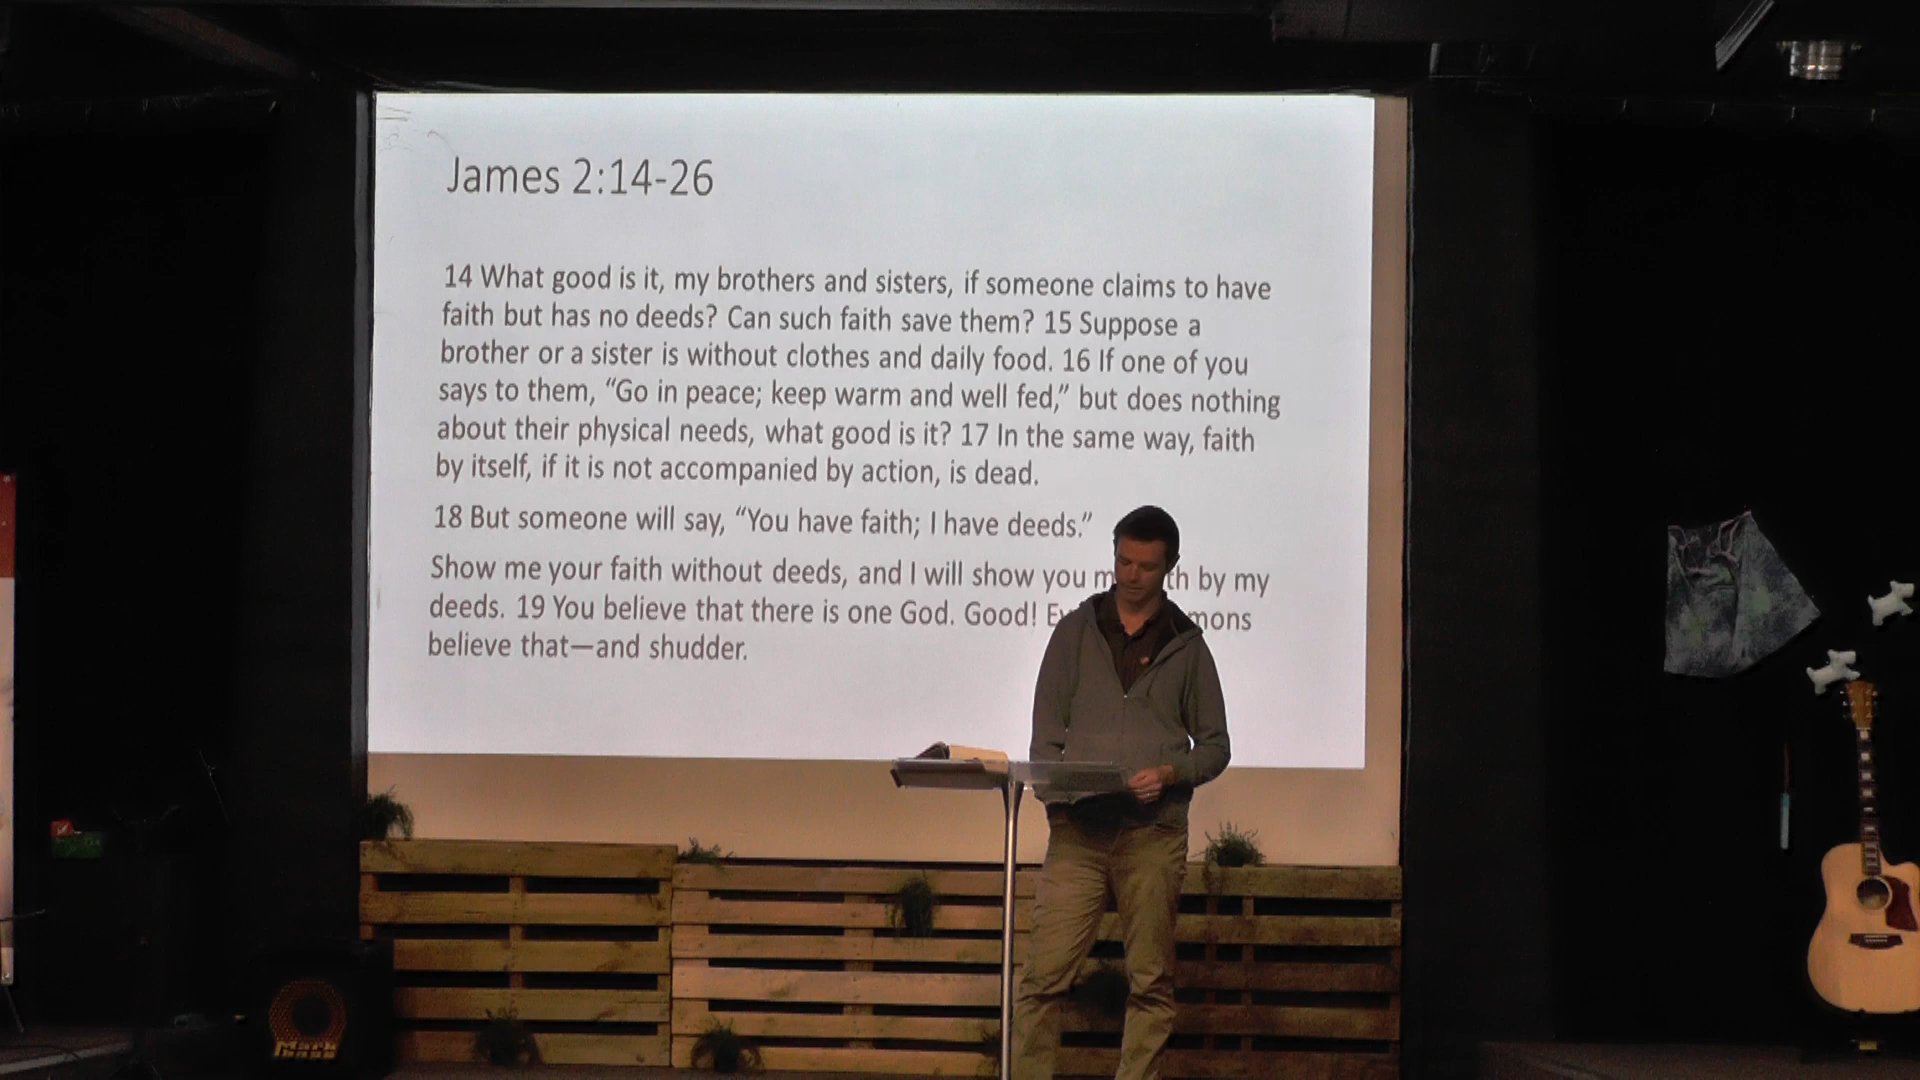 James 2:14-26
14 What good is it, my brothers and sisters, if someone claims to have
faith but has no deeds? Can such faith save them? 15 Suppose a
brother or a sister is without clothes and daily food. 16 If one of you
says to them, “Go in peace; keep warm and well fed,” but does nothing
about their physical needs, what good is it? 17 In the same way, faith
by itself, if it is not accompanied by action, is dead.
18 But someone will say, “You have faith; I have deeds.”
Show me your faith without deeds, and I will show you by my
deeds. 19 You believe that there is one God. Good!
believe that—and shudder.